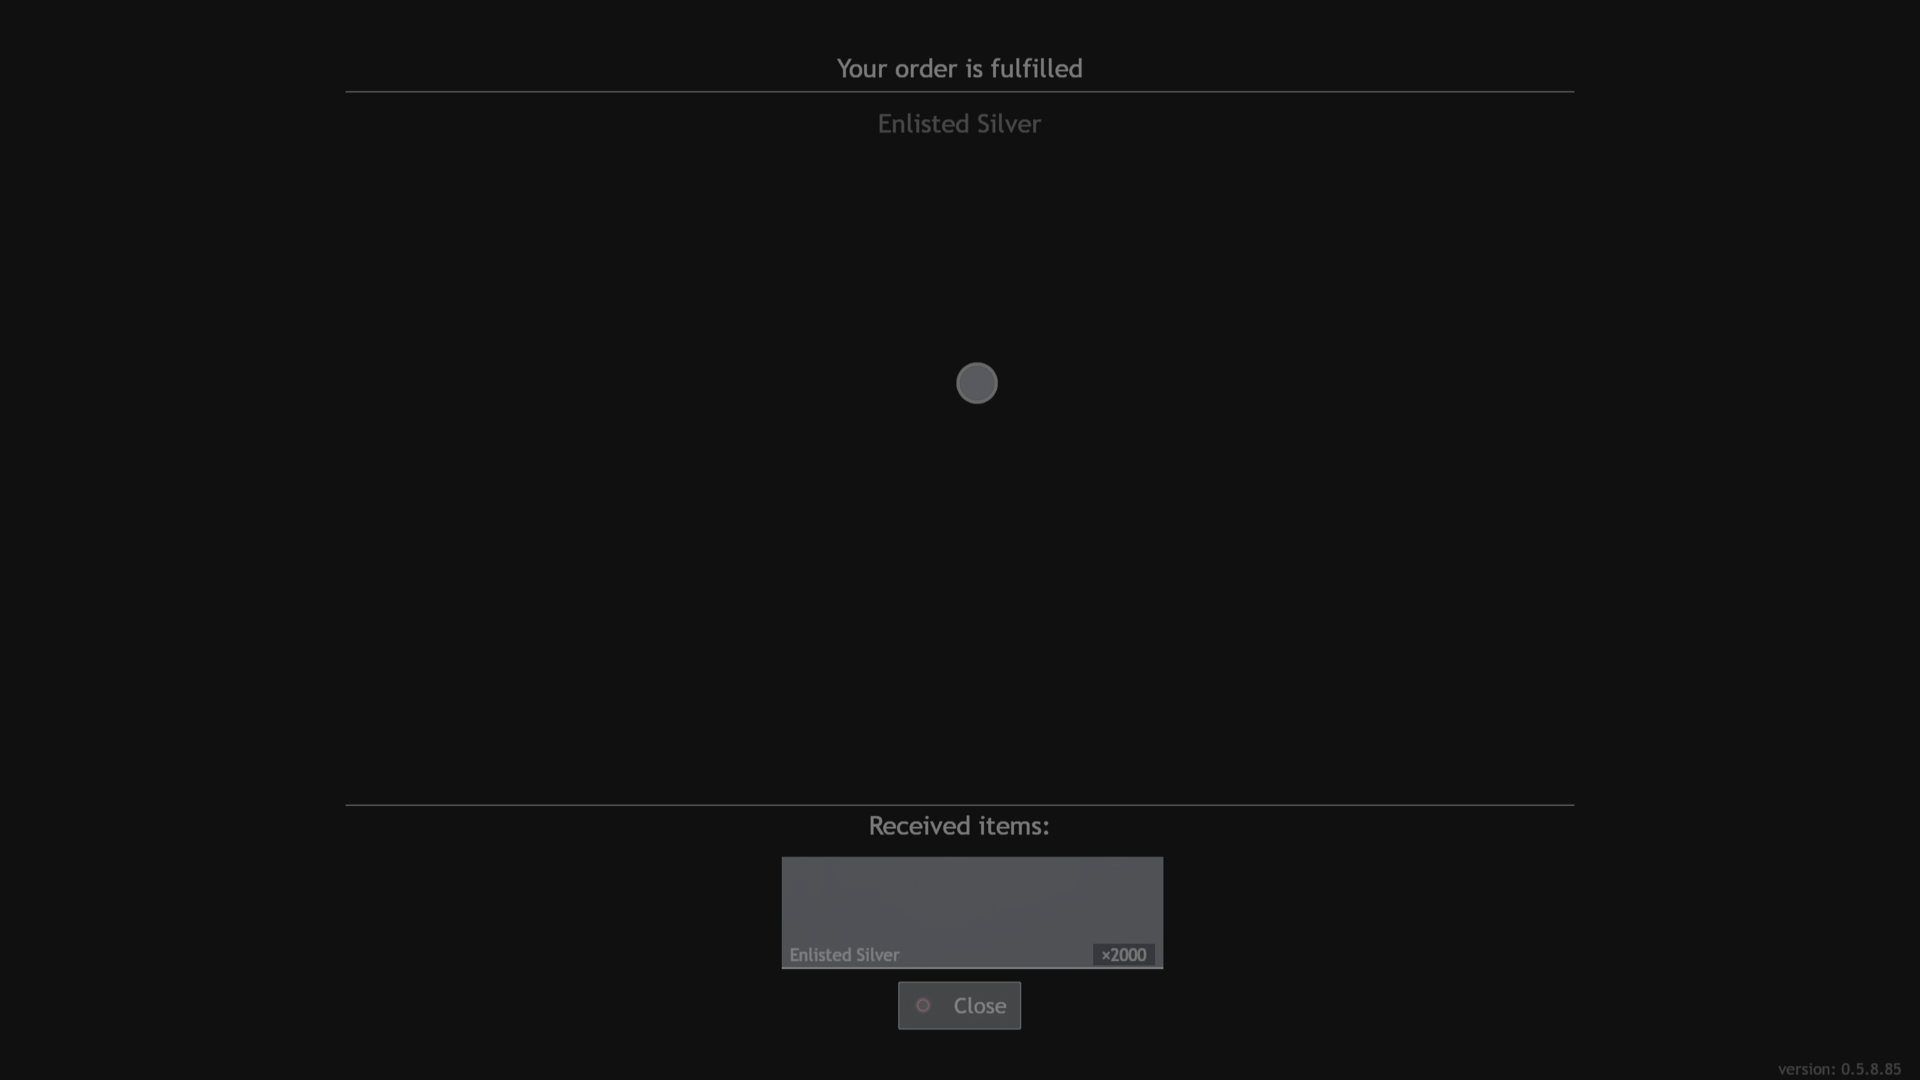 Your order is fulfilled
Enlisted Silver
Received items:
Enlisted Silver ×2000
Close
version: 0.5.8.85